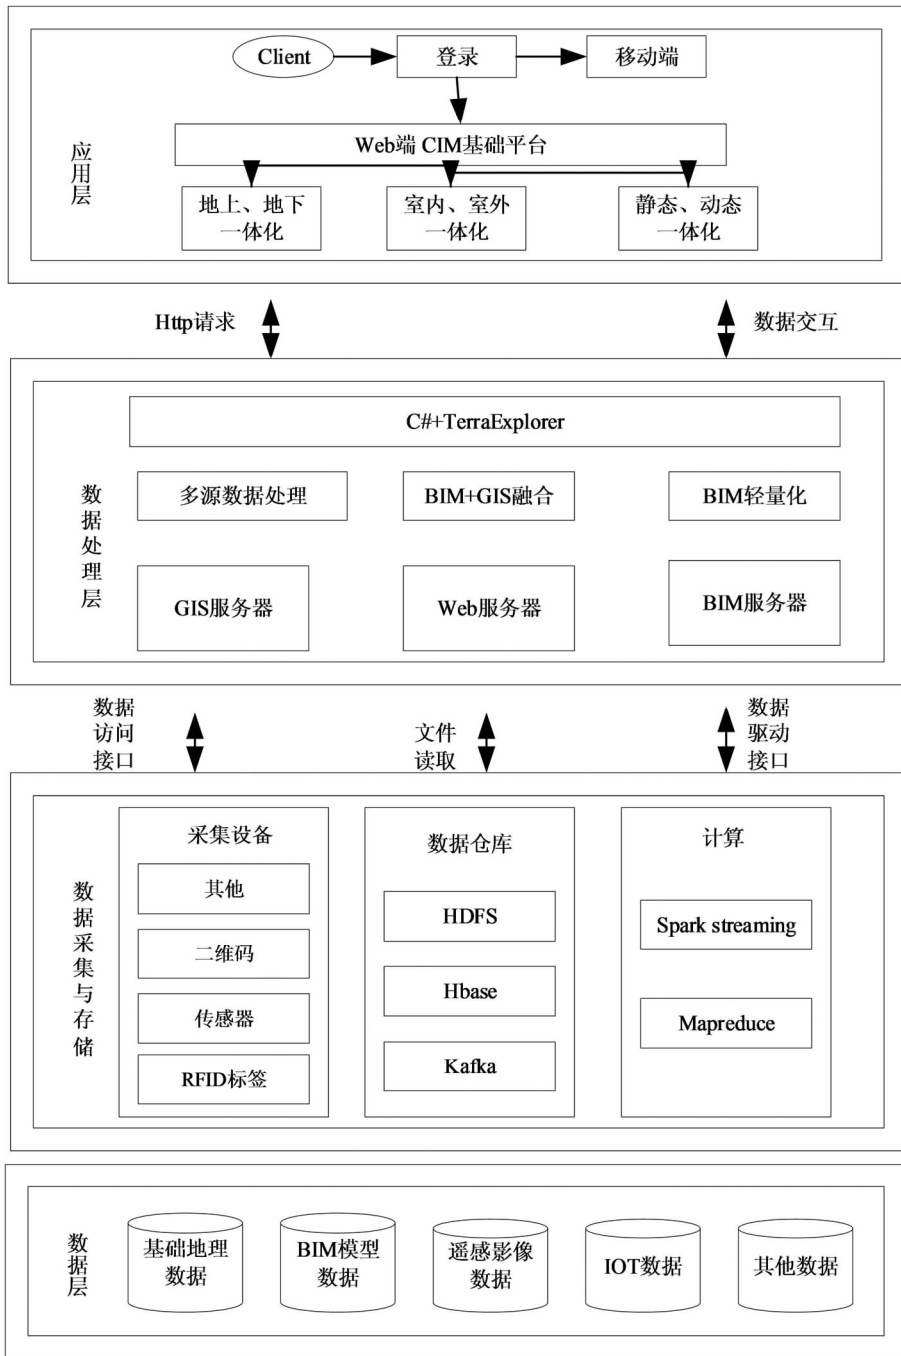 Client
登录
移动端
Web端 CIM基础平台
应用层
地上、地下
一体化
室内、室外
一体化
静态、动态
一体化
Http请求
数据交互
C#+TerraExplorer
数据处理层
多源数据处理
BIM+GIS融合
BIM轻量化
GIS服务器
Web服务器
BIM服务器
数据
访问
接口
文件
读取
数据
驱动
接口
数据采集与存储
采集设备
其他
二维码
传感器
RFID标签
数据仓库
HDFS
Hbase
Kafka
计算
Spark streaming
Mapreduce
数据层
基础地理
数据
BIM模型
数据
遥感影像
数据
IOT数据
其他数据